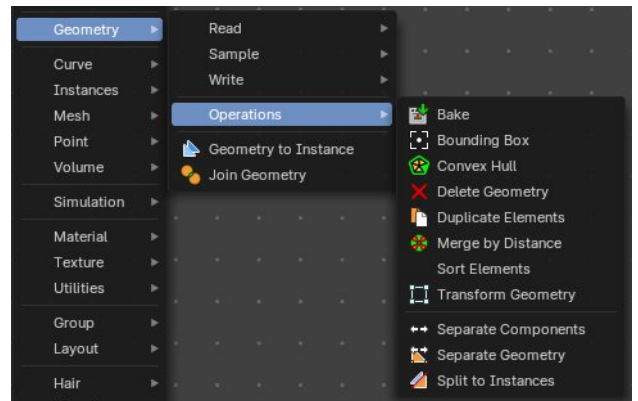 Geometry
Curve
Instances
Mesh
Point
Volume
Simulation
Material
Texture
Utilities
Group
Layout
Hair
Read
Sample
Write
Operations
Geometry to Instance
Join Geometry
Bake
Bounding Box
Convex Hull
Delete Geometry
Duplicate Elements
Merge by Distance
Sort Elements
Transform Geometry
Separate Components
Separate Geometry
Split to Instances